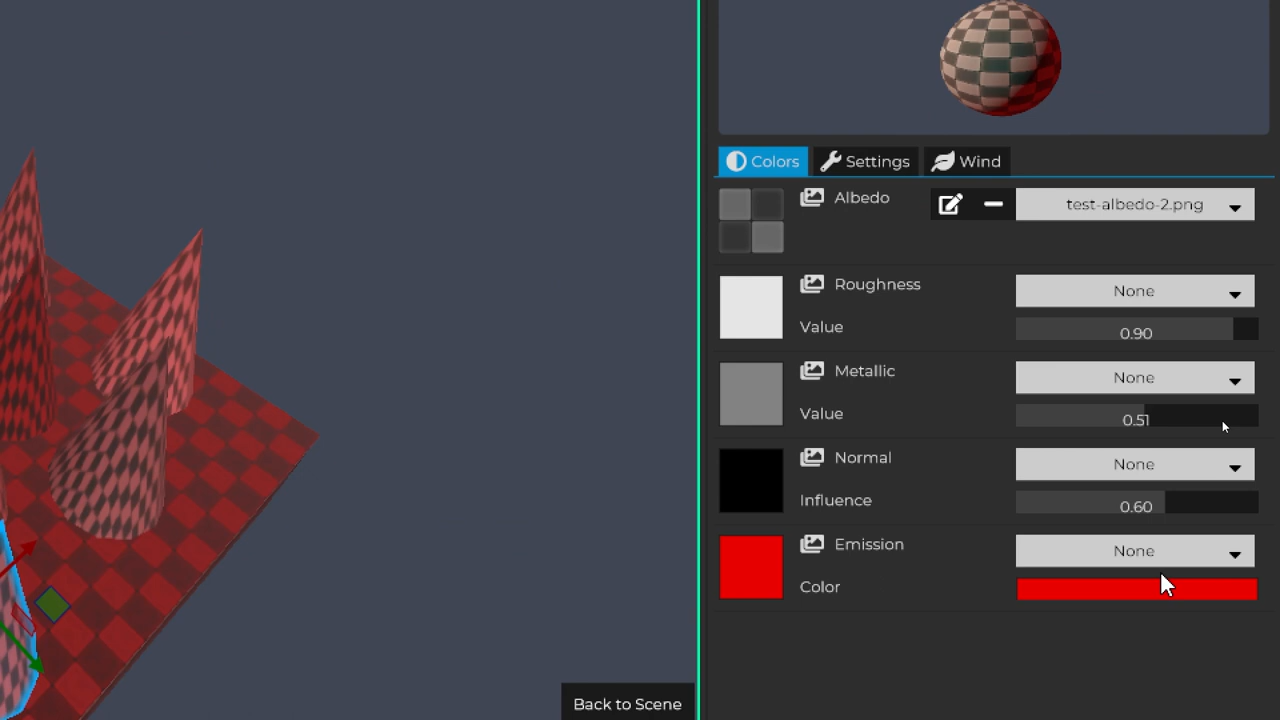 Colors Settings Wind
Albedo test-albedo-2.png
Roughness None
Value 0.90
Metallic None
Value 0.51
Normal None
Influence 0.60
Emission None
Color
Back to Scene